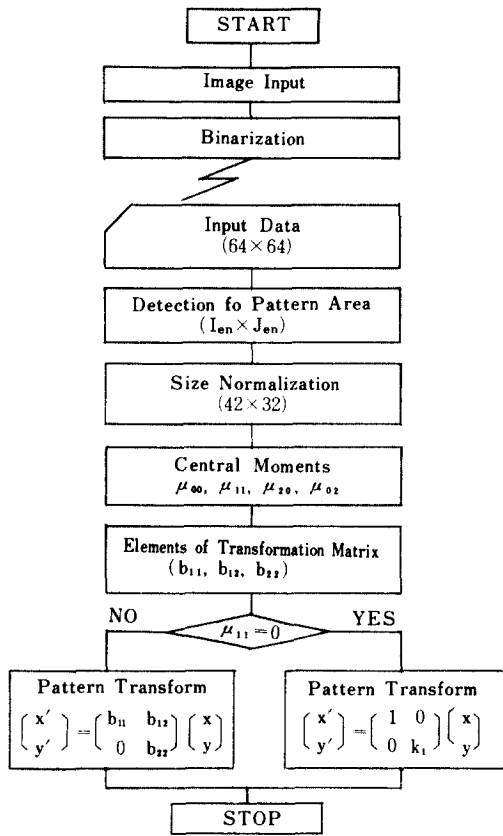 START
Image Input
Binarization
Input Data
(64×64)
Detection fo Pattern Area
(I_en × J_en)
Size Normalization
(42×32)
Central Moments
μ₀₀, μ₁₁, μ₂₀, μ₀₂
Elements of Transformation Matrix
(b₁₁, b₁₂, b₂₂)
NO
μ₁₁=0
YES
Pattern Transform
(x′ y′) = (b₁₁ b₁₂ 0 b₂₂) (x y)
Pattern Transform
(x′ y′) = (1 0 0 k₁) (x y)
STOP